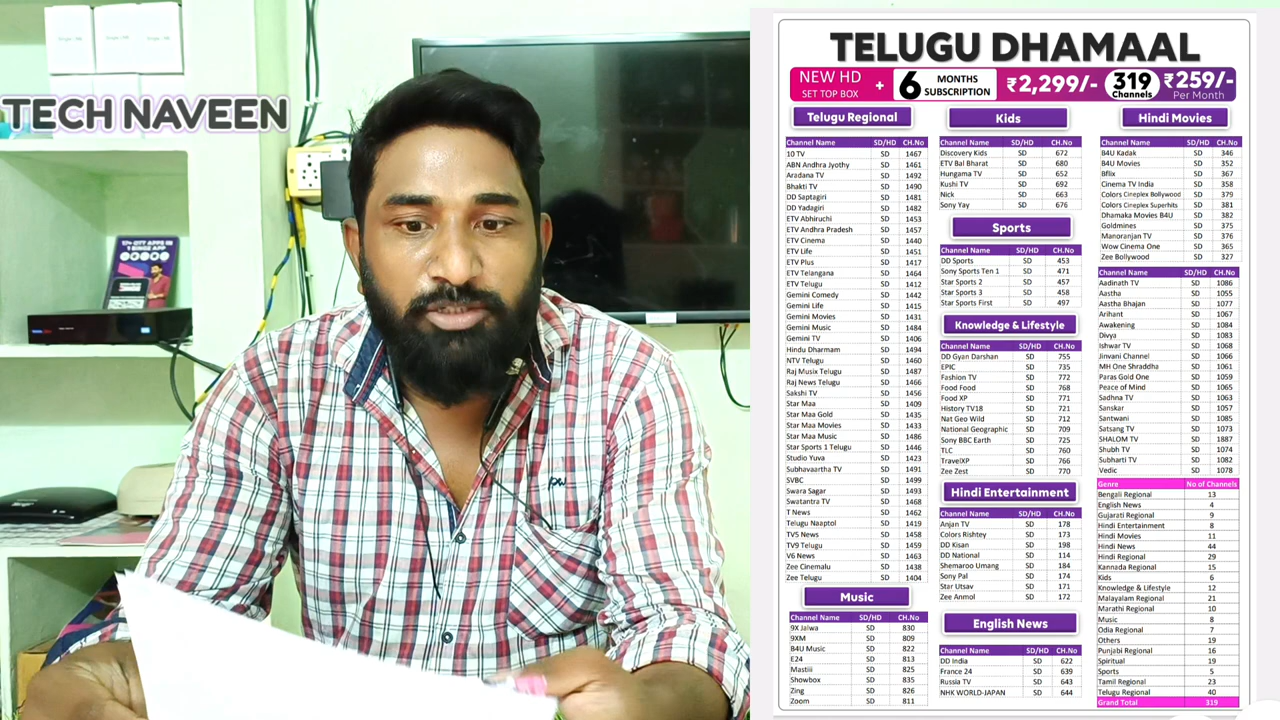 TECH NAVEEN
TELUGU DHAMAAL
NEW HD SET TOP BOX + 6 MONTHS SUBSCRIPTION ₹2,299/- 319 Channels ₹259/- Per Month
Telugu Regional
Channel Name SD/HD CH.No
10 TV SD 1467
ABN Andhra Jyothy SD 1461
Aradana TV SD 1492
Bhakti TV SD 1490
DD Saptagiri SD 1481
DD Yadagiri SD 1482
ETV Abhiruchi SD 1453
ETV Andhra Pradesh SD 1457
ETV Cinema SD 1440
ETV Life SD 1451
ETV Plus SD 1417
ETV Telangana SD 1464
ETV Telugu SD 1412
Gemini Comedy SD 1442
Gemini Life SD 1415
Gemini Movies SD 1431
Gemini Music SD 1484
Gemini TV SD 1406
Hindu Dharmam SD 1494
NTV Telugu SD 1460
Raj Musix Telugu SD 1487
Raj News Telugu SD 1466
Sakshi TV SD 1456
Star Maa SD 1409
Star Maa Gold SD 1435
Star Maa Movies SD 1433
Star Maa Music SD 1486
Star Sports 1 Telugu SD 1446
Studio Yuva SD 1423
Subhavaartha TV SD 1491
SVBC SD 1499
Swara Sagar SD 1493
Swatantra TV SD 1468
T News SD 1462
Telugu Naaptol SD 1419
TV5 News SD 1458
TV9 Telugu SD 1459
V6 News SD 1463
Zee Cinemalu SD 1438
Zee Telugu SD 1404
Music
Channel Name SD/HD CH.No
9X Jalwa SD 830
9XM SD 809
B4U Music SD 822
E24 SD 813
Mastiii SD 825
Showbox SD 835
Zing SD 826
Zoom SD 811
Kids
Channel Name SD/HD CH.No
Discovery Kids SD 672
ETV Bal Bharat SD 680
Hungama TV SD 652
Kushi TV SD 692
Nick SD 663
Sony Yay SD 676
Sports
Channel Name SD/HD CH.No
DD Sports SD 453
Sony Sports Ten 1 SD 471
Star Sports 2 SD 457
Star Sports 3 SD 458
Star Sports First SD 497
Knowledge & Lifestyle
Channel Name SD/HD CH.No
DD Gyan Darshan SD 755
EPIC SD 735
Fashion TV SD 772
Food Food SD 768
Food XP SD 771
History TV18 SD 721
Nat Geo Wild SD 712
National Geographic SD 709
Sony BBC Earth SD 725
TLC SD 760
TravelXP SD 766
Zee Zest SD 770
Hindi Entertainment
Channel Name SD/HD CH.No
Anjan TV SD 178
Colors Rishtey SD 173
DD Kisan SD 198
DD National SD 114
Shemaroo Umang SD 184
Sony Pal SD 174
Star Utsav SD 171
Zee Anmol SD 172
English News
Channel Name SD/HD CH.No
DD India SD 622
France 24 SD 639
Russia TV SD 643
NHK WORLD-JAPAN SD 644
Hindi Movies
Channel Name SD/HD CH.No
B4U Kadak SD 346
B4U Movies SD 352
Bflix SD 367
Cinema TV India SD 358
Colors Cineplex Bollywood SD 379
Colors Cineplex Superhits SD 381
Dhamaka Movies B4U SD 382
Goldmines SD 375
Manoranjan TV SD 376
Wow Cinema One SD 365
Zee Bollywood SD 327
Channel Name SD/HD CH.No
Aadinath TV SD 1086
Aastha SD 1055
Aastha Bhajan SD 1077
Arihant SD 1067
Awakening SD 1084
Divya SD 1083
Ishwar TV SD 1068
Jinvani Channel SD 1066
MH One Shraddha SD 1061
Paras Gold One SD 1059
Peace of Mind SD 1065
Sadhna TV SD 1063
Sanskar SD 1057
Santwani SD 1085
Satsang TV SD 1073
SHALOM TV SD 1887
Shubh TV SD 1074
Subharti TV SD 1082
Vedic SD 1078
Genre No of Channels
Bengali Regional 13
English News 4
Gujarati Regional 9
Hindi Entertainment 8
Hindi Movies 11
Hindi News 44
Hindi Regional 29
Kannada Regional 15
Kids 6
Knowledge & Lifestyle 12
Malayalam Regional 21
Marathi Regional 10
Music 8
Odia Regional 7
Others 19
Punjabi Regional 16
Spiritual 19
Sports 5
Tamil Regional 23
Telugu Regional 40
Grand Total 319